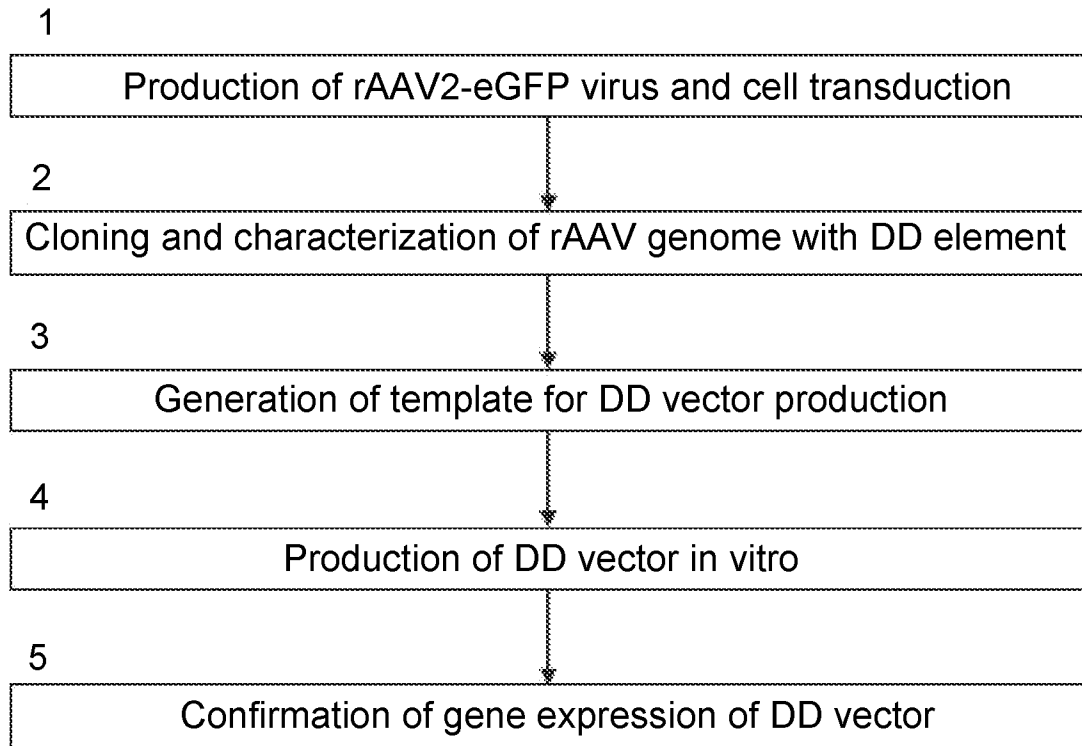 1
Production of rAAV2-eGFP virus and cell transduction
2
Cloning and characterization of rAAV genome with DD element
3
Generation of template for DD vector production
4
Production of DD vector in vitro
5
Confirmation of gene expression of DD vector